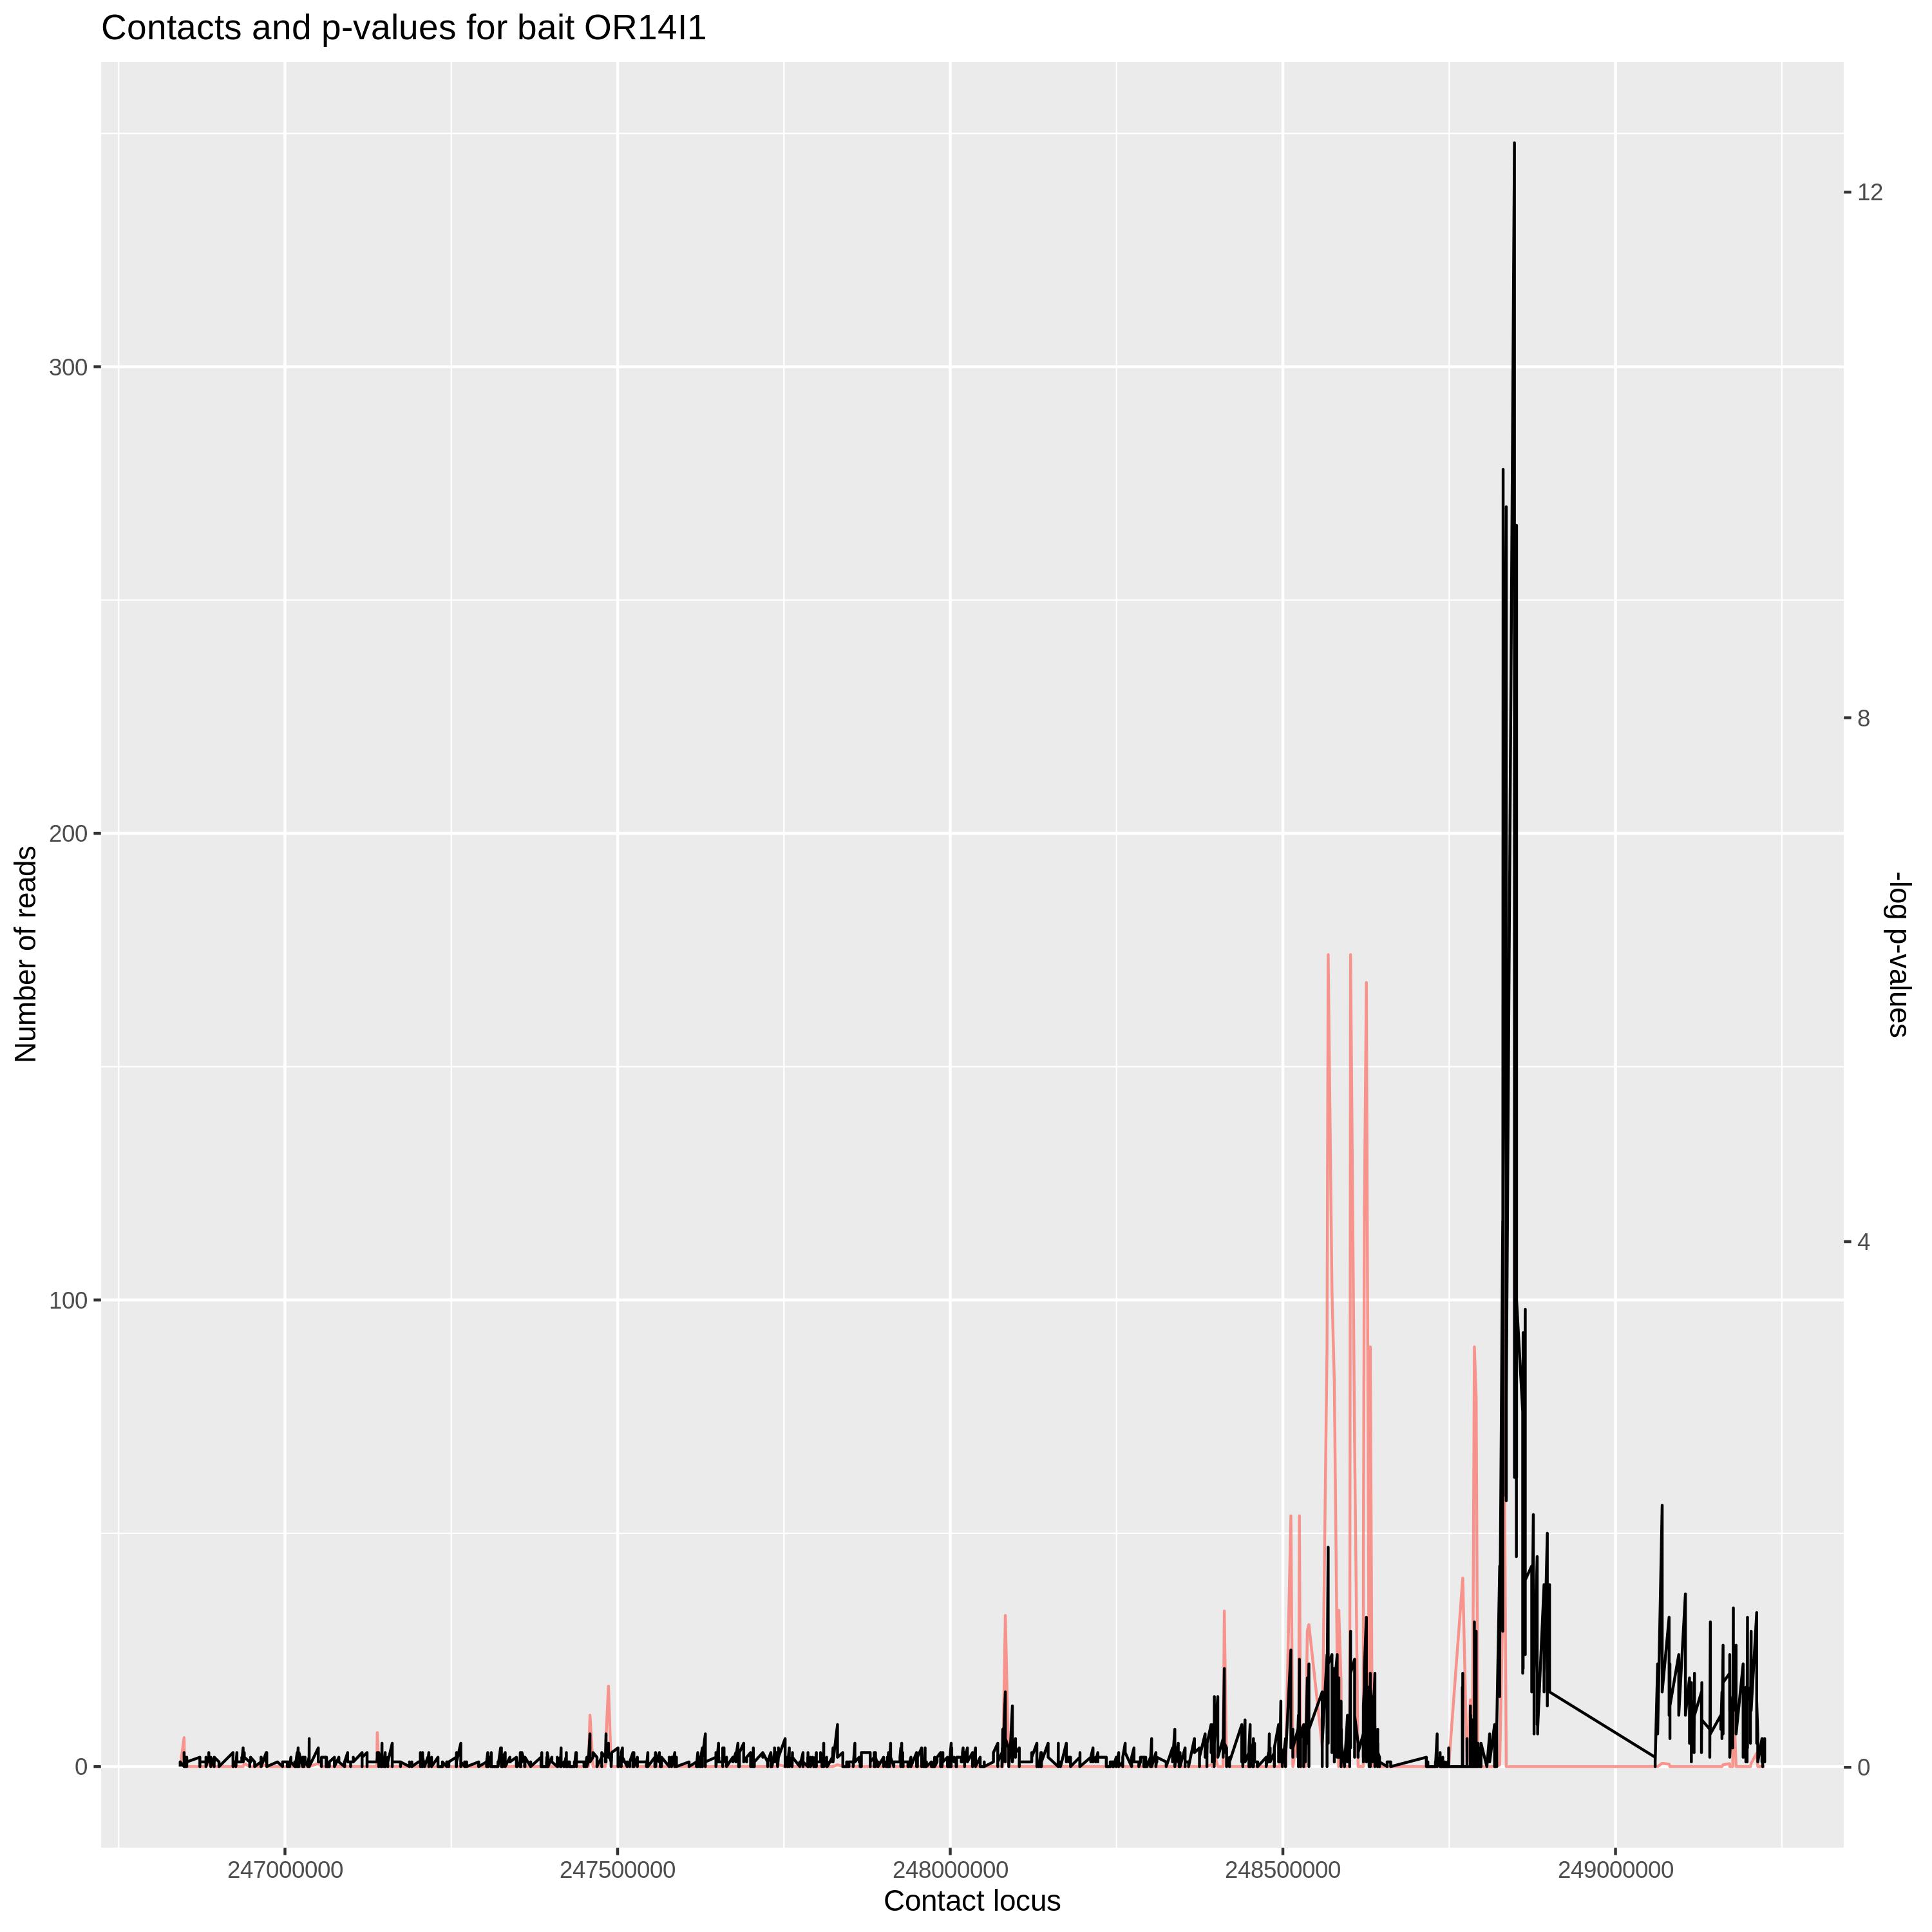 Contacts and p-values for bait OR14I1
12
300
8
200
Number of reads
-log p-values
4
100
0
0
247000000 247500000 248000000 248500000 249000000
Contact locus